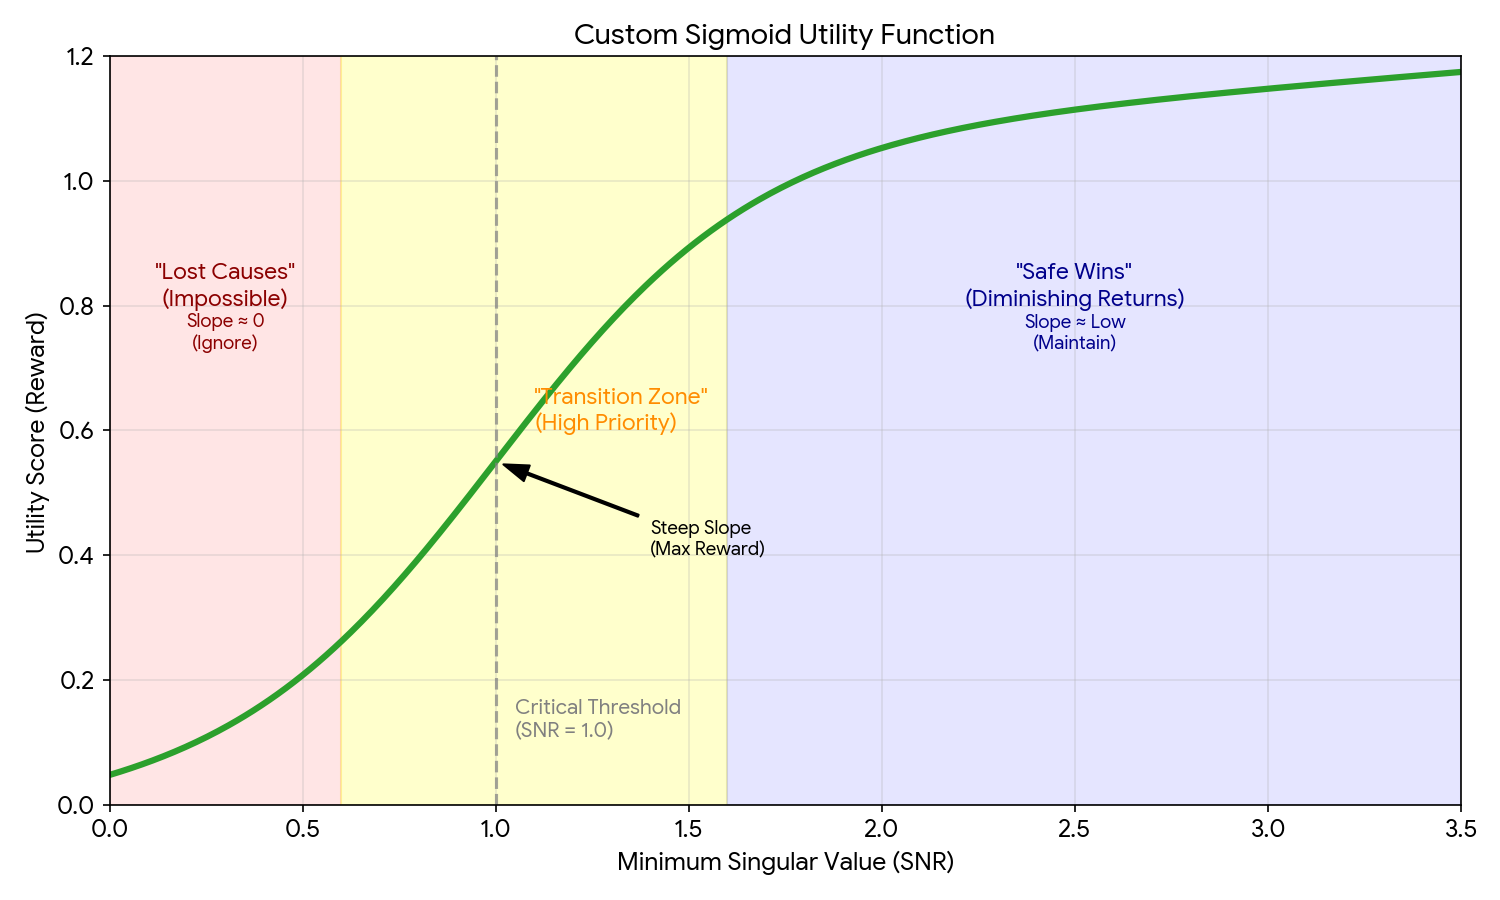 Custom Sigmoid Utility Function
1.2
1.0
0.8
0.6
0.4
0.2
0.0
Utility Score (Reward)
"Lost Causes"
(Impossible)
Slope ≈ 0
(Ignore)
"Transition Zone"
(High Priority)
Steep Slope
(Max Reward)
Critical Threshold
(SNR = 1.0)
"Safe Wins"
(Diminishing Returns)
Slope ≈ Low
(Maintain)
0.0 0.5 1.0 1.5 2.0 2.5 3.0 3.5
Minimum Singular Value (SNR)